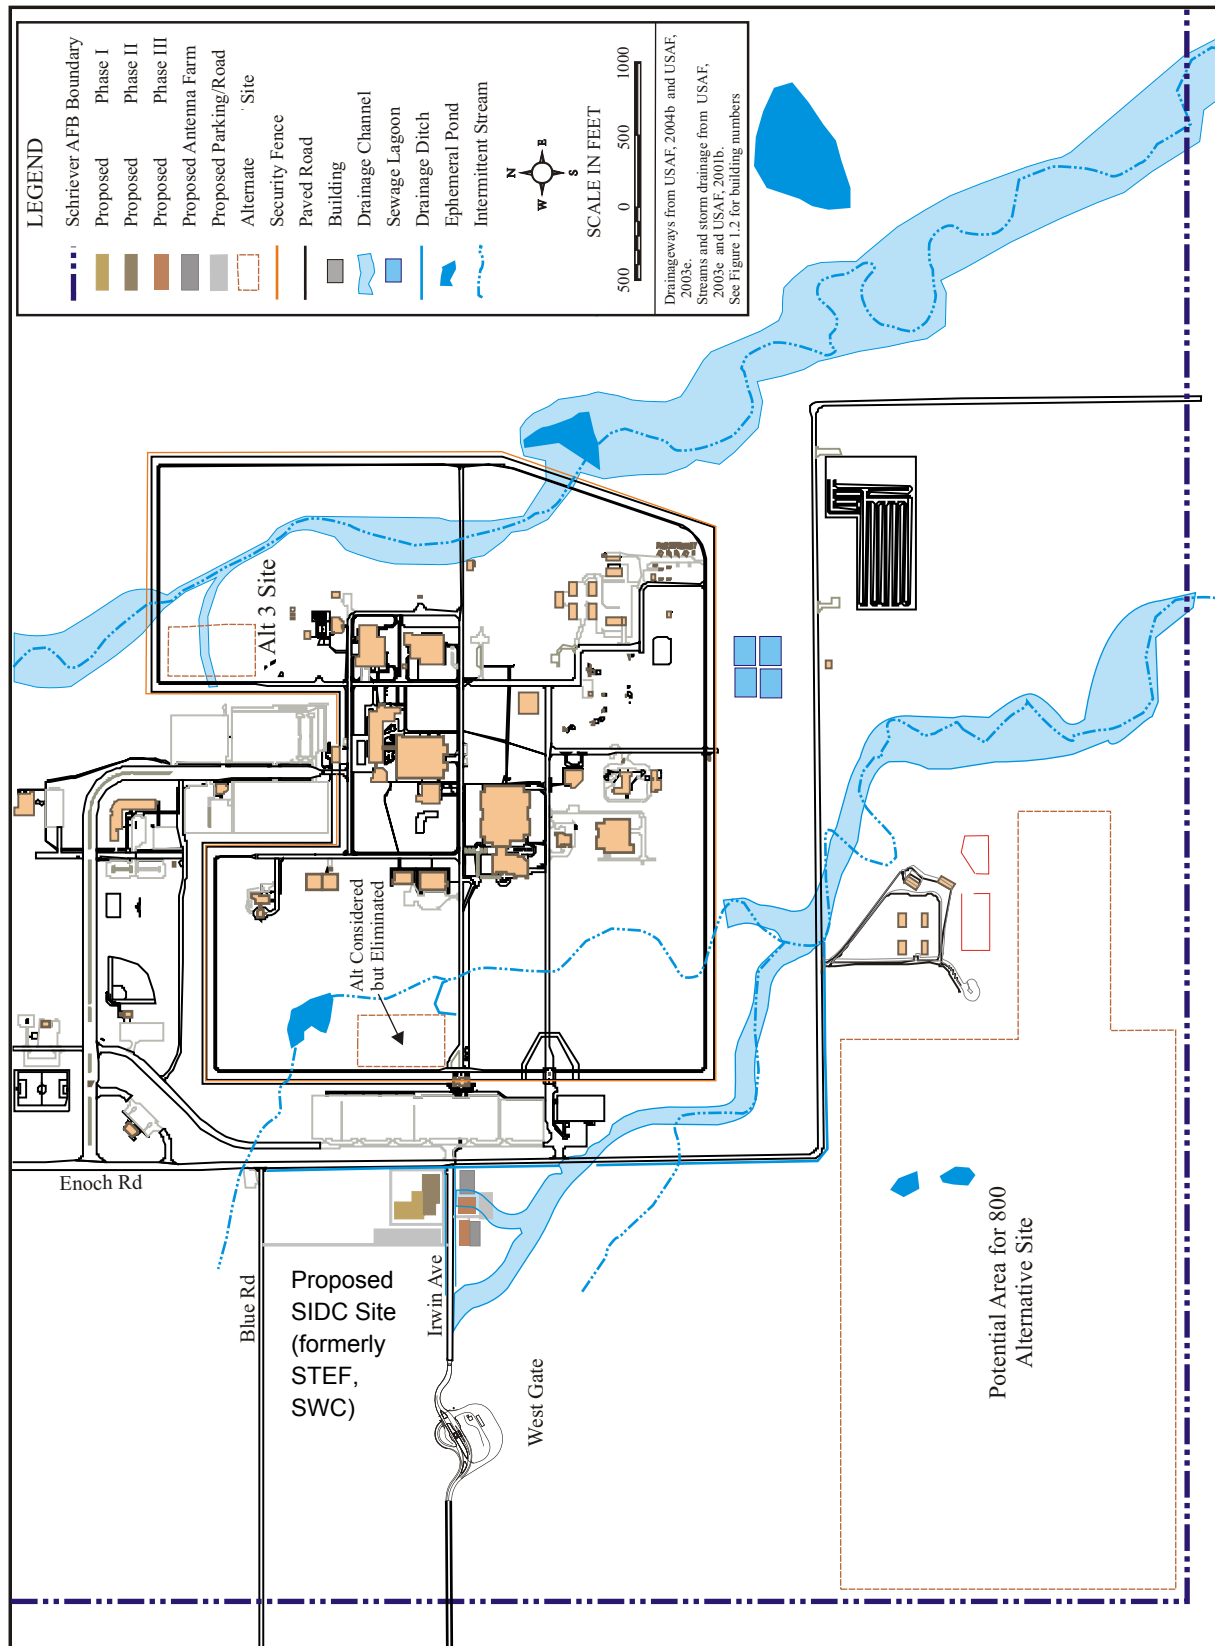 LEGEND
Schriever AFB Boundary
Proposed Phase I
Proposed Phase II
Proposed Phase III
Proposed Antenna Farm
Proposed Parking/Road
Alternate ' Site
Security Fence
Paved Road
Building
Drainage Channel
Sewage Lagoon
Drainage Ditch
Ephemeral Pond
Intermittent Stream
N
E
S
W
SCALE IN FEET
500 0 500 1000
Drainageways from USAF, 2004b and USAF,
2003e.
Streams and storm drainage from USAF,
2003e and USAF, 2001b.
See Figure 1.2 for building numbers
Alt 3 Site
Alt Considered
but Eliminated
Enoch Rd
Blue Rd
Irwin Ave
Proposed
SIDC Site
(formerly
STEF,
SWC)
West Gate
Potential Area for 800
Alternative Site